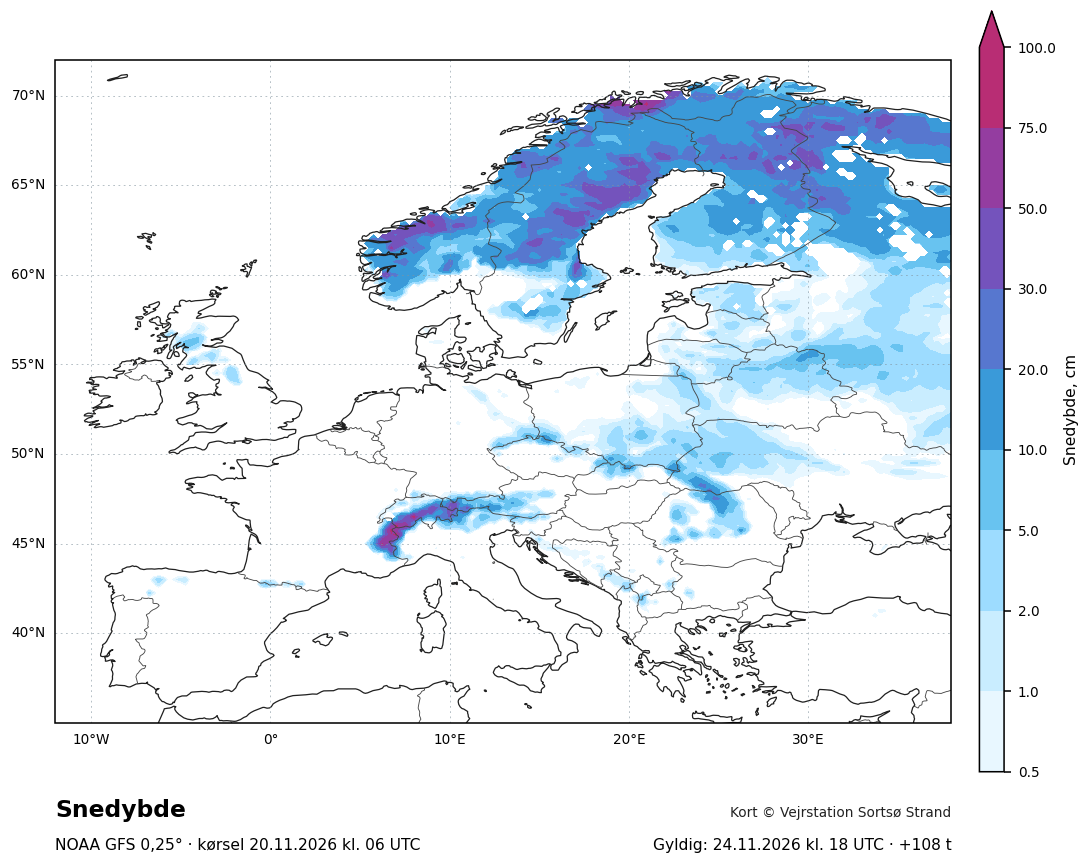 100.0
75.0
50.0
30.0
20.0
10.0
5.0
2.0
1.0
0.5
Snedybde, cm
70°N
65°N
60°N
55°N
50°N
45°N
40°N
10°W
0°
10°E
20°E
30°E
Snedybde
Kort © Vejrstation Sortsø Strand
NOAA GFS 0,25° · kørsel 20.11.2026 kl. 06 UTC
Gyldig: 24.11.2026 kl. 18 UTC · +108 t